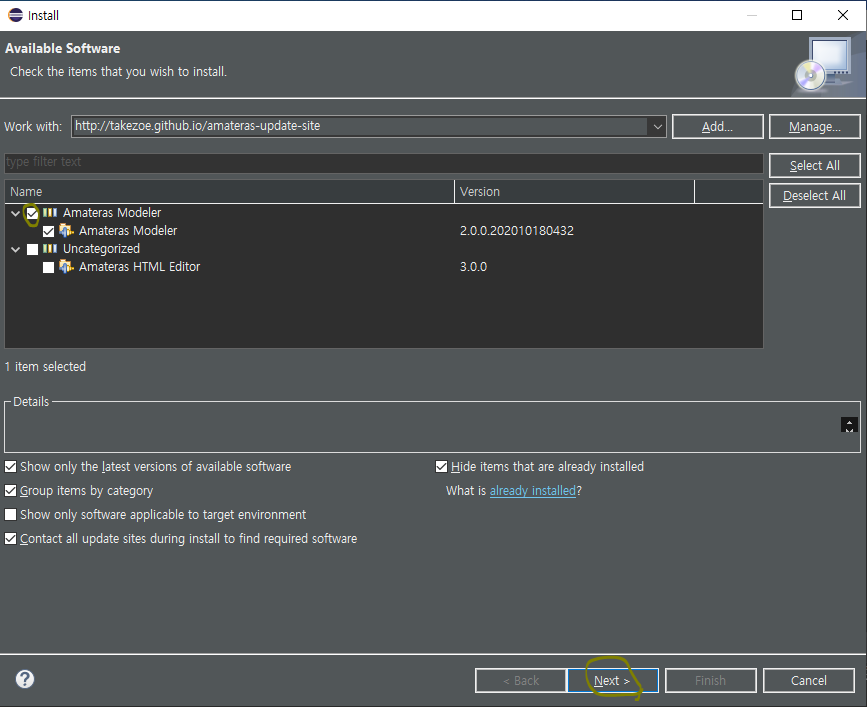 Install
Available Software
Check the items that you wish to install.
Work with: http://takezoe.github.io/amateras-update-site Add... Manage...
type filter text Select All
Name Version Deselect All
Amateras Modeler
Amateras Modeler 2.0.0.202010180432
Uncategorized
Amateras HTML Editor 3.0.0
1 item selected
Details
Show only the latest versions of available software Hide items that are already installed
Group items by category What is already installed?
Show only software applicable to target environment
Contact all update sites during install to find required software
? < Back Next > Finish Cancel